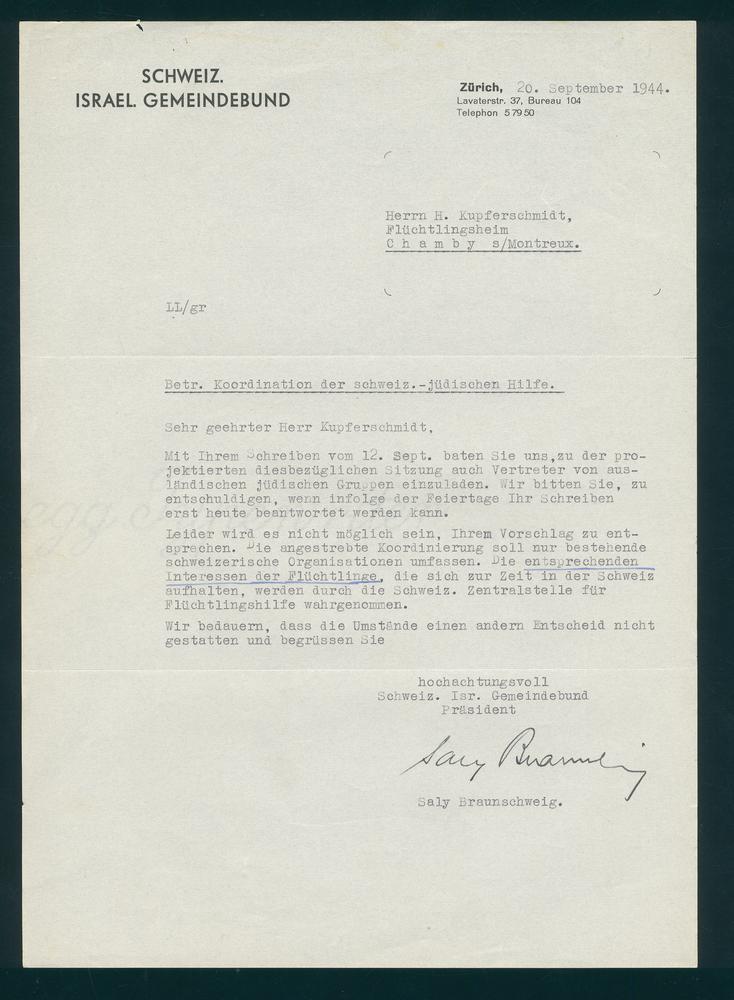 SCHWEIZ.
ISRAEL. GEMEINDEBUND
Zürich, 20. September 1944.
Lavaterstr. 37, Bureau 104
Telephon 5 79 50
Herrn H. Kupferschmidt,
Flüchtlingsheim
C h a m b y s/Montreux.
LL/gr
Betr. Koordination der schweiz.-jüdischen Hilfe.
Sehr geehrter Herr Kupferschmidt,
Mit Ihrem Schreiben vom 12. Sept. baten Sie uns,zu der pro-
jektierten diesbezüglichen Sitzung auch Vertreter von aus-
ländischen jüdischen Gruppen einzuladen. Wir bitten Sie, zu
entschuldigen, wenn infolge der Feiertage Ihr Schreiben
erst heute beantwortet werden kann.
Leider wird es nicht möglich sein, Ihrem Vorschlag zu ent-
sprechen. Die angestrebte Koordinierung soll nur bestehende
schweizerische Organisationen umfassen. Die entsprechenden
Interessen der Flüchtlinge, die sich zur Zeit in der Schweiz
aufhalten, werden durch die Schweiz. Zentralstelle für
Flüchtlingshilfe wahrgenommen.
Wir bedauern, dass die Umstände einen andern Entscheid nicht
gestatten und begrüssen Sie
hochachtungsvoll
Schweiz. Isr. Gemeindebund
Präsident
Saly Braunschweig
Saly Braunschweig.